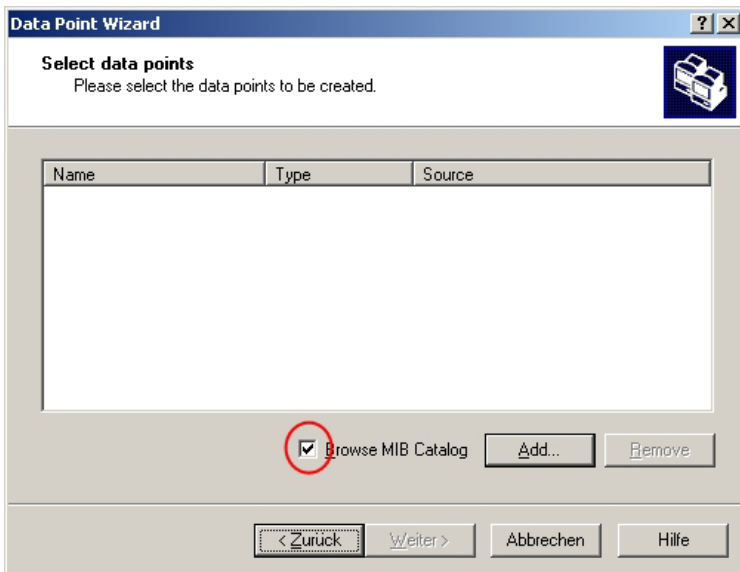 Data Point Wizard
Select data points
Please select the data points to be created.
Name Type Source
Browse MIB Catalog Add... Remove
< Zurück Weiter > Abbrechen Hilfe